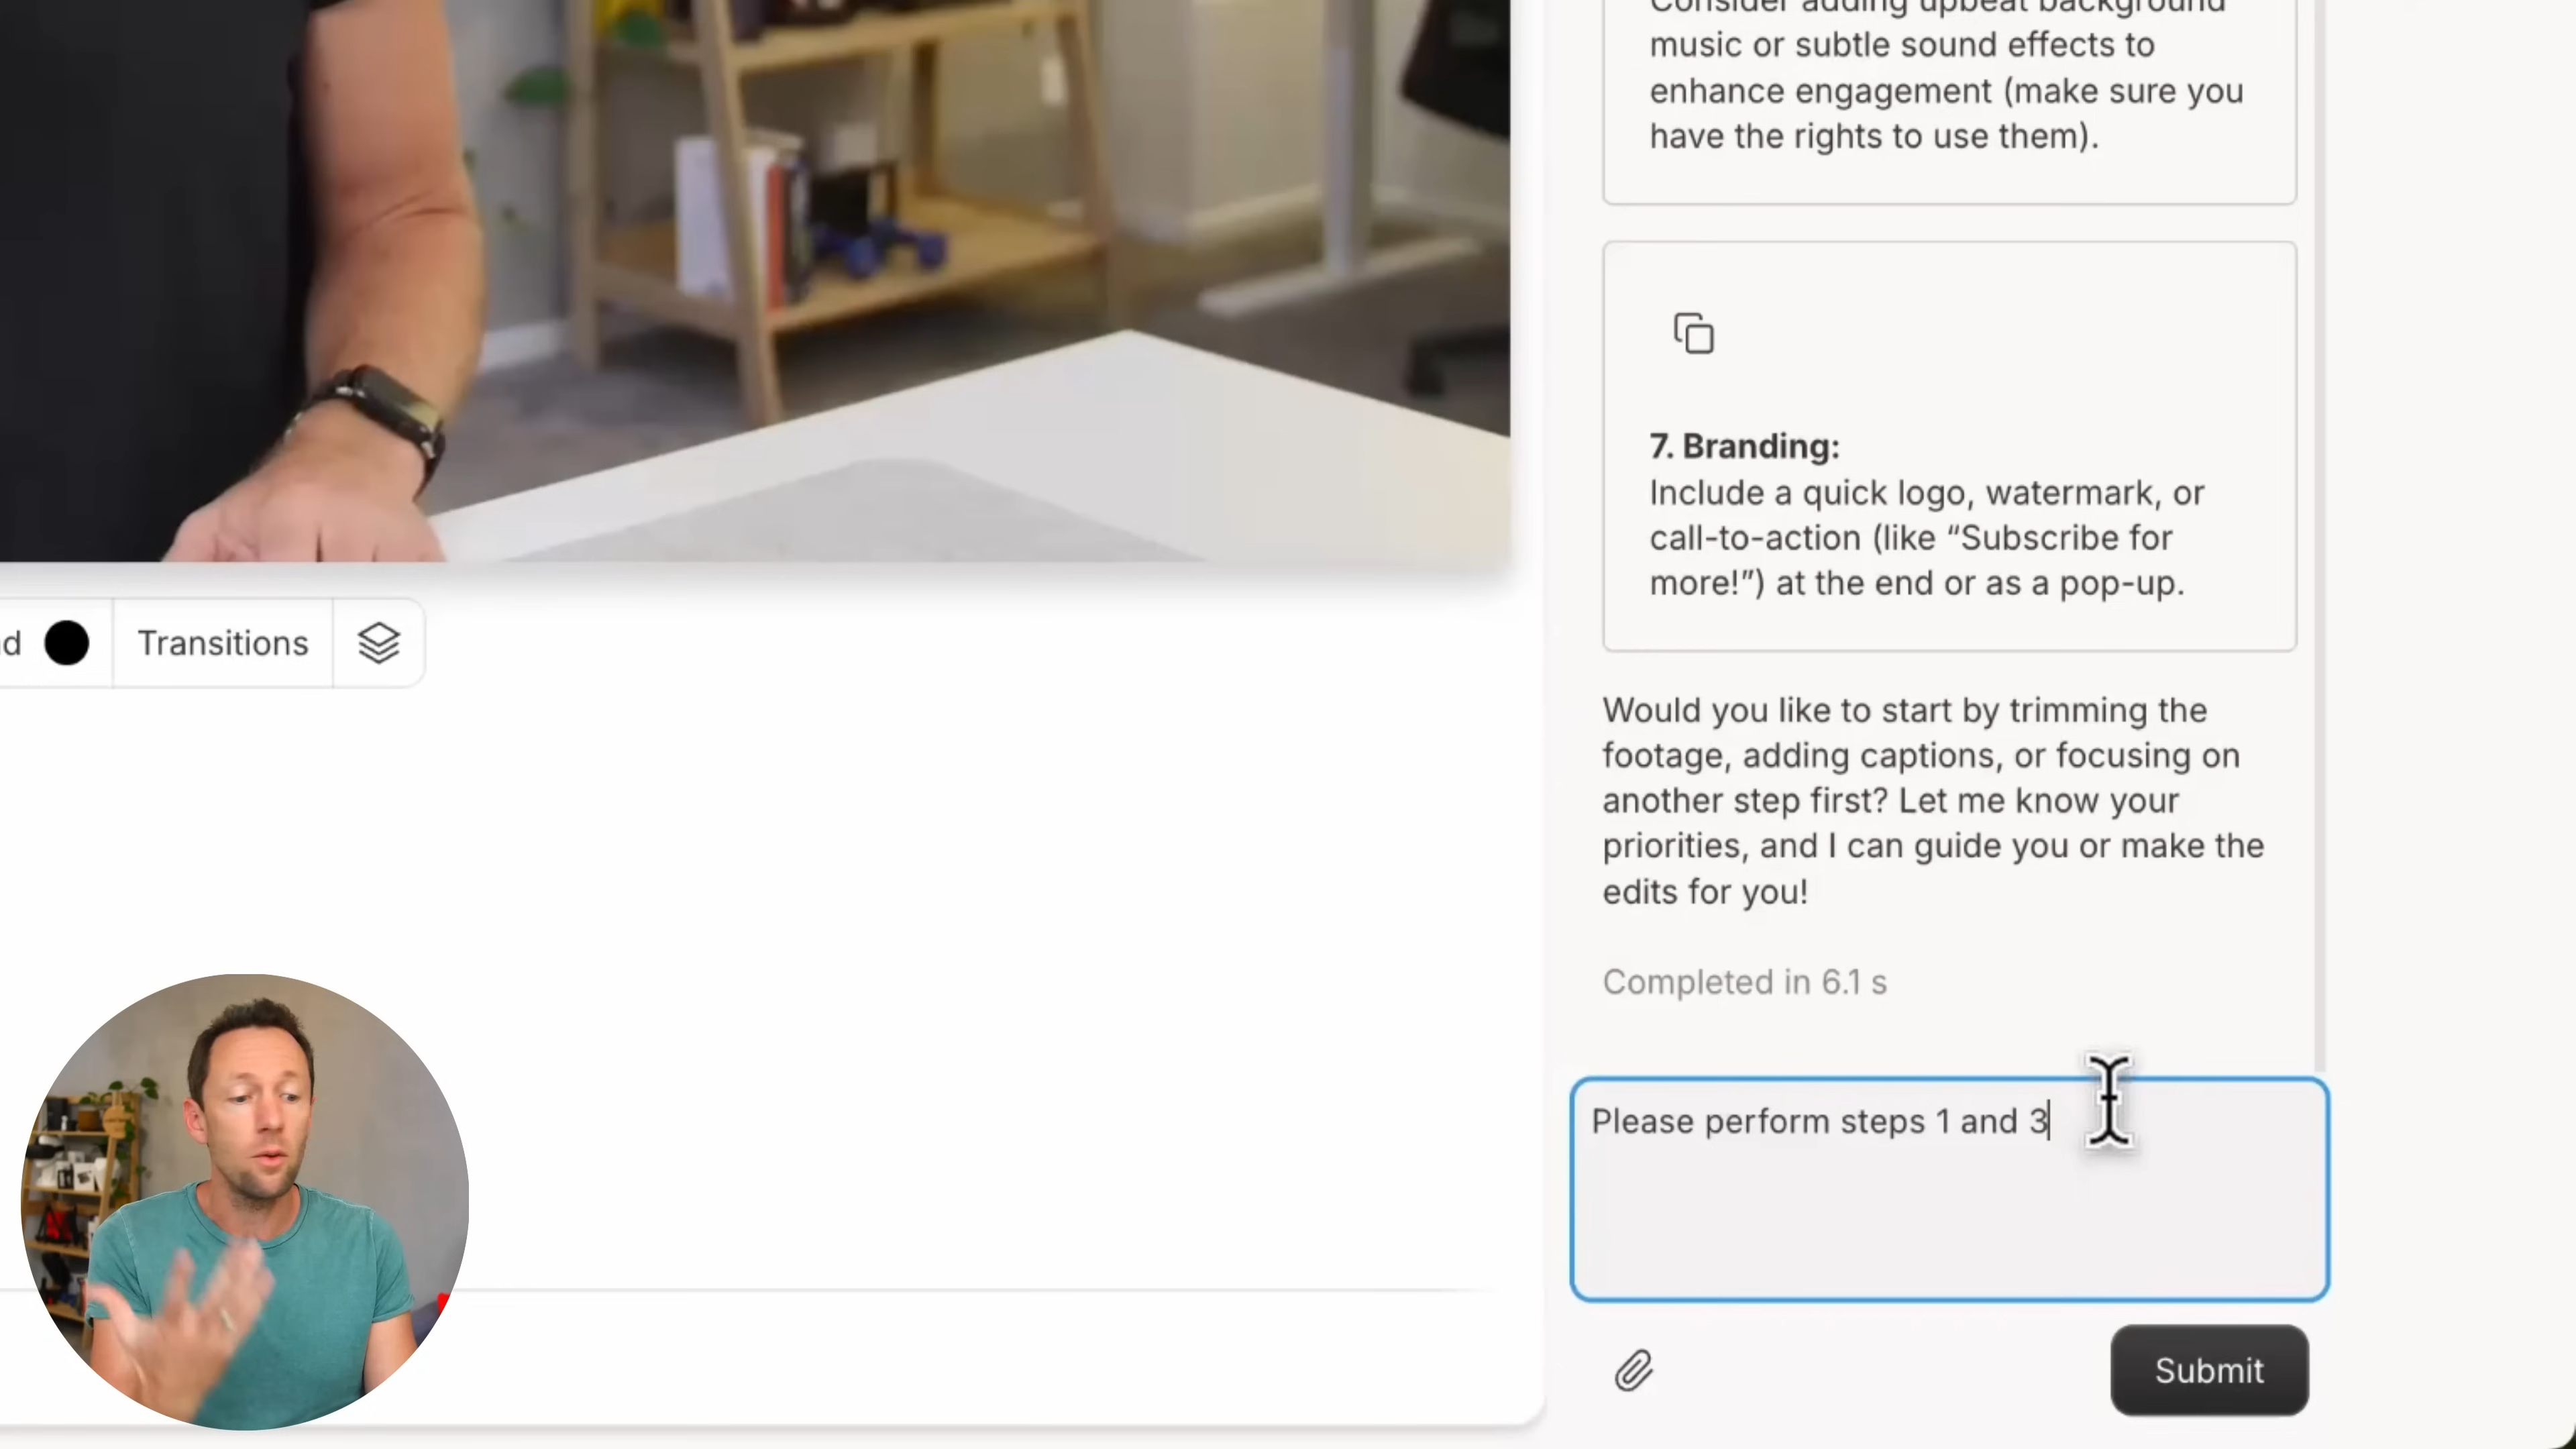 Consider adding upbeat background
music or subtle sound effects to
enhance engagement (make sure you
have the rights to use them).
7. Branding:
Include a quick logo, watermark, or
call-to-action (like “Subscribe for
more!”) at the end or as a pop-up.
d
Transitions
Would you like to start by trimming the
footage, adding captions, or focusing on
another step first? Let me know your
priorities, and I can guide you or make the
edits for you!
Completed in 6.1 s
Please perform steps 1 and 3
Submit